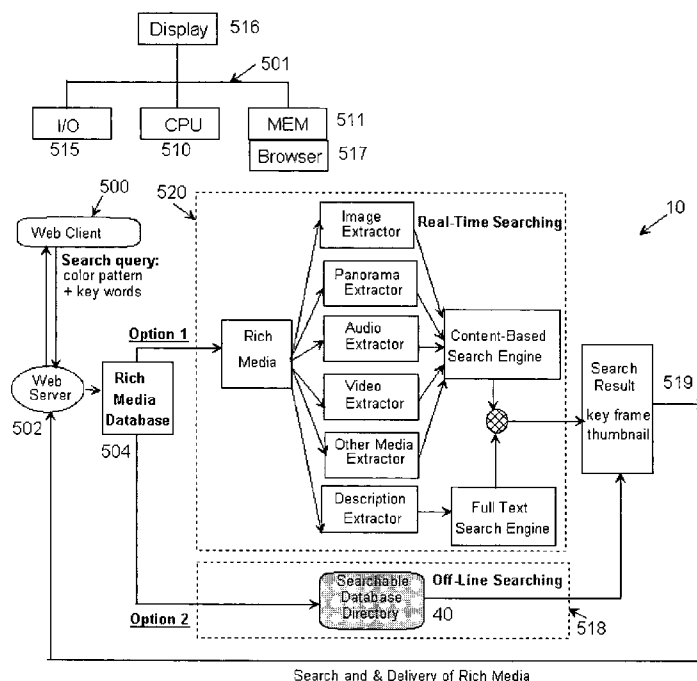 Display 516
501
I/O CPU MEM 511
515 510 Browser 517
500 520 10
Web Client
Search query:
color pattern
+ key words
Image
Extractor
Real-Time Searching
Panorama
Extractor
Option 1
Rich
Media
Audio
Extractor
Content-Based
Search Engine
Video
Extractor
Other Media
Extractor
Description
Extractor
Full Text
Search Engine
Search
Result
key frame
thumbnail
519
Web
Server
502
Rich
Media
Database
504
Searchable
Database
Directory
40
Off-Line Searching
Option 2
518
Search and & Delivery of Rich Media